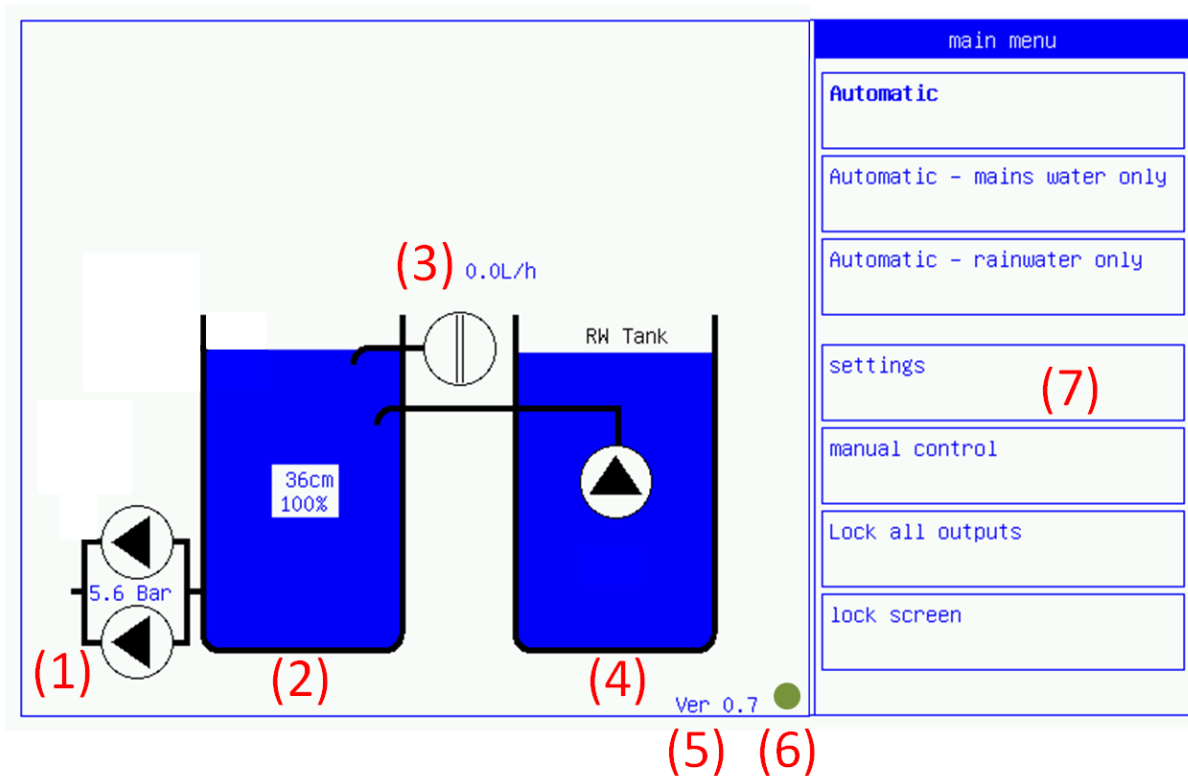 main menu
Automatic
Automatic - mains water only
Automatic - rainwater only
(3) 0.0L/h
RW Tank
settings
(7)
manual control
36cm
100%
Lock all outputs
5.6 Bar
lock screen
(1)
(2)
(4)
Ver 0.7
(5)
(6)